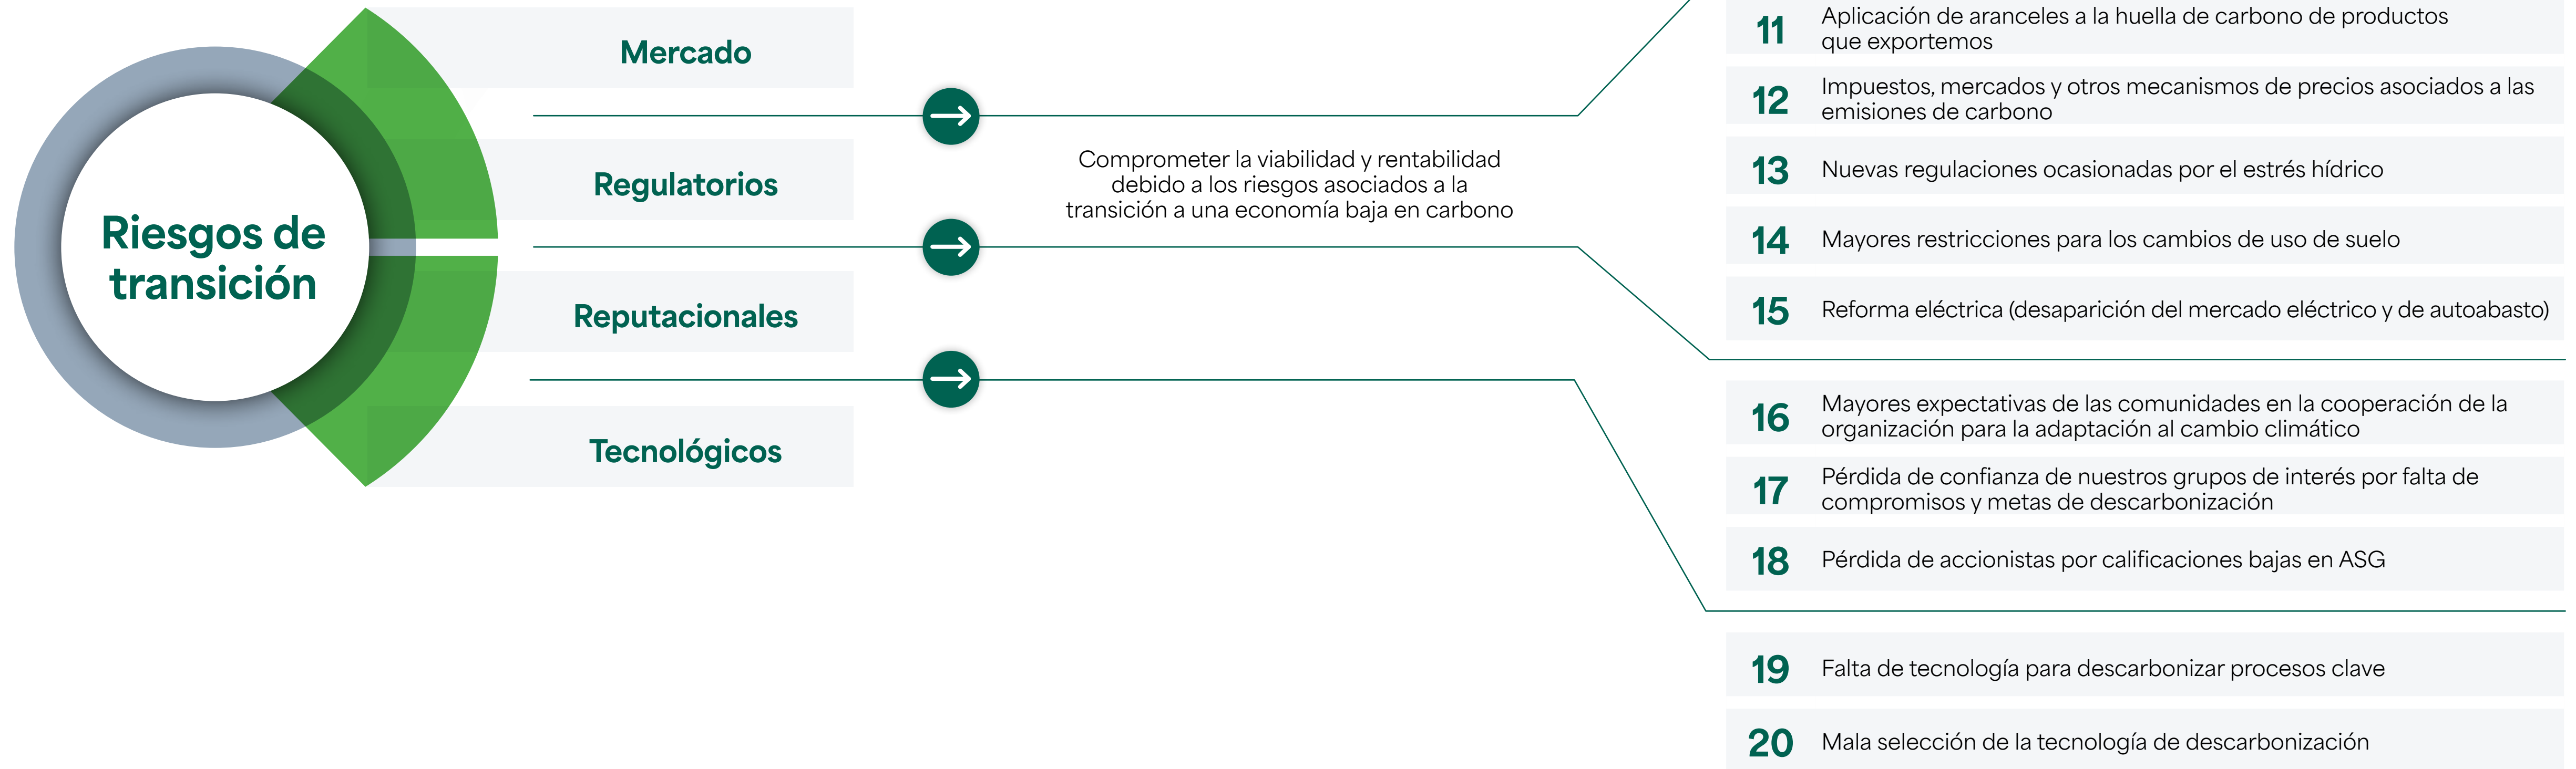 Riesgos de
transición
Mercado
Regulatorios
Reputacionales
Tecnológicos
Comprometer la viabilidad y rentabilidad
debido a los riesgos asociados a la
transición a una economía baja en carbono
11 Aplicación de aranceles a la huella de carbono de productos
que exportemos
12 Impuestos, mercados y otros mecanismos de precios asociados a las
emisiones de carbono
13 Nuevas regulaciones ocasionadas por el estrés hídrico
14 Mayores restricciones para los cambios de uso de suelo
15 Reforma eléctrica (desaparición del mercado eléctrico y de autoabasto)
16 Mayores expectativas de las comunidades en la cooperación de la
organización para la adaptación al cambio climático
17 Pérdida de confianza de nuestros grupos de interés por falta de
compromisos y metas de descarbonización
18 Pérdida de accionistas por calificaciones bajas en ASG
19 Falta de tecnología para descarbonizar procesos clave
20 Mala selección de la tecnología de descarbonización